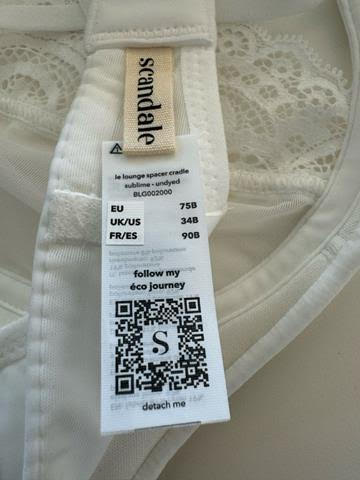 scandale
le lounge spacer cradle
sublime - undyed
BLG002000
EU 75B
UK/US 34B
FR/ES 90B
follow my
éco journey
S
detach me